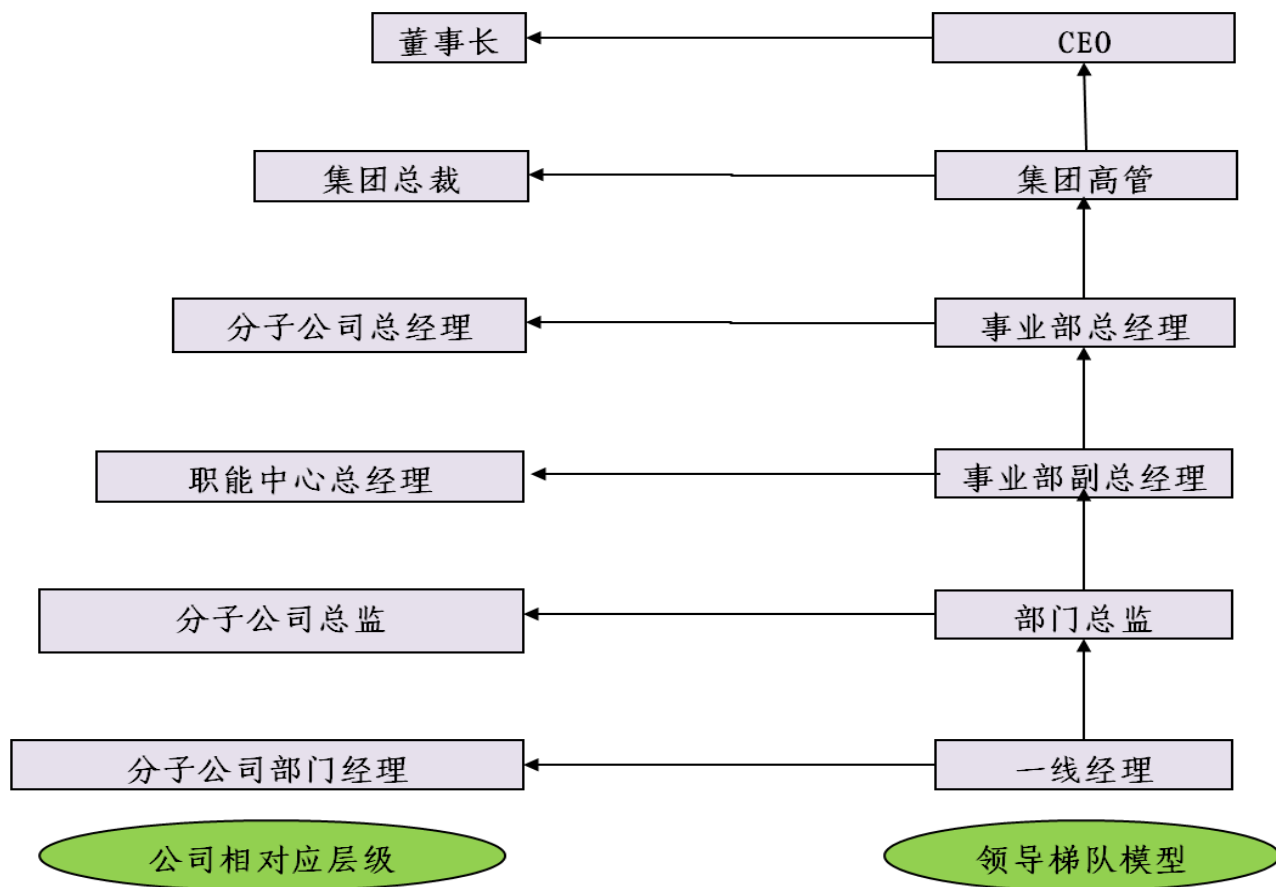 董事长
CEO
集团总裁
集团高管
分子公司总经理
事业部总经理
职能中心总经理
事业部副总经理
分子公司总监
部门总监
分子公司部门经理
一线经理
公司相对应层级
领导梯队模型